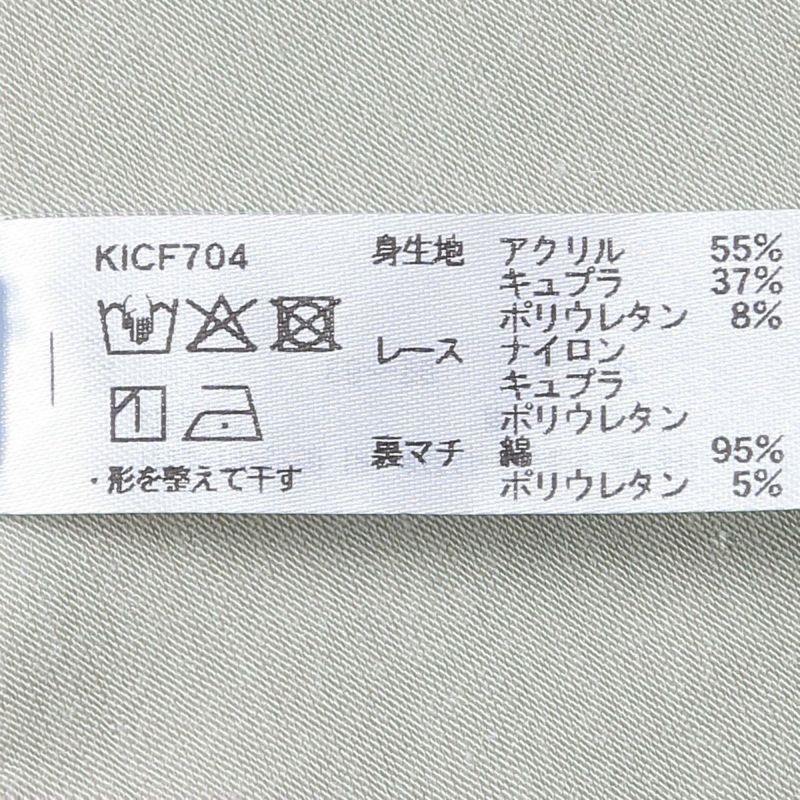 KICF704
・形を整えて干す
身生地 アクリル 55%
キュプラ 37%
ポリウレタン 8%
レース ナイロン
キュプラ
ポリウレタン
裏マチ 綿 95%
ポリウレタン 5%